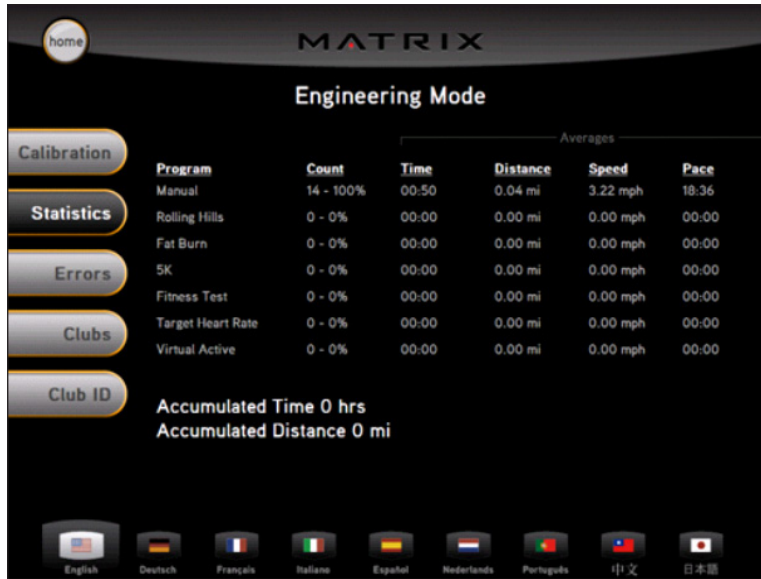 home
MATRIX
Engineering Mode
Averages
Calibration
Statistics
Errors
Clubs
Club ID
Program Count Time Distance Speed Pace
Manual 14 - 100% 00:50 0.04 mi 3.22 mph 18:36
Rolling Hills 0 - 0% 00:00 0.00 mi 0.00 mph 00:00
Fat Burn 0 - 0% 00:00 0.00 mi 0.00 mph 00:00
5K 0 - 0% 00:00 0.00 mi 0.00 mph 00:00
Fitness Test 0 - 0% 00:00 0.00 mi 0.00 mph 00:00
Target Heart Rate 0 - 0% 00:00 0.00 mi 0.00 mph 00:00
Virtual Active 0 - 0% 00:00 0.00 mi 0.00 mph 00:00
Accumulated Time 0 hrs
Accumulated Distance 0 mi
English Deutsch Français Italiano Español Nederlands Português 中文 日本語